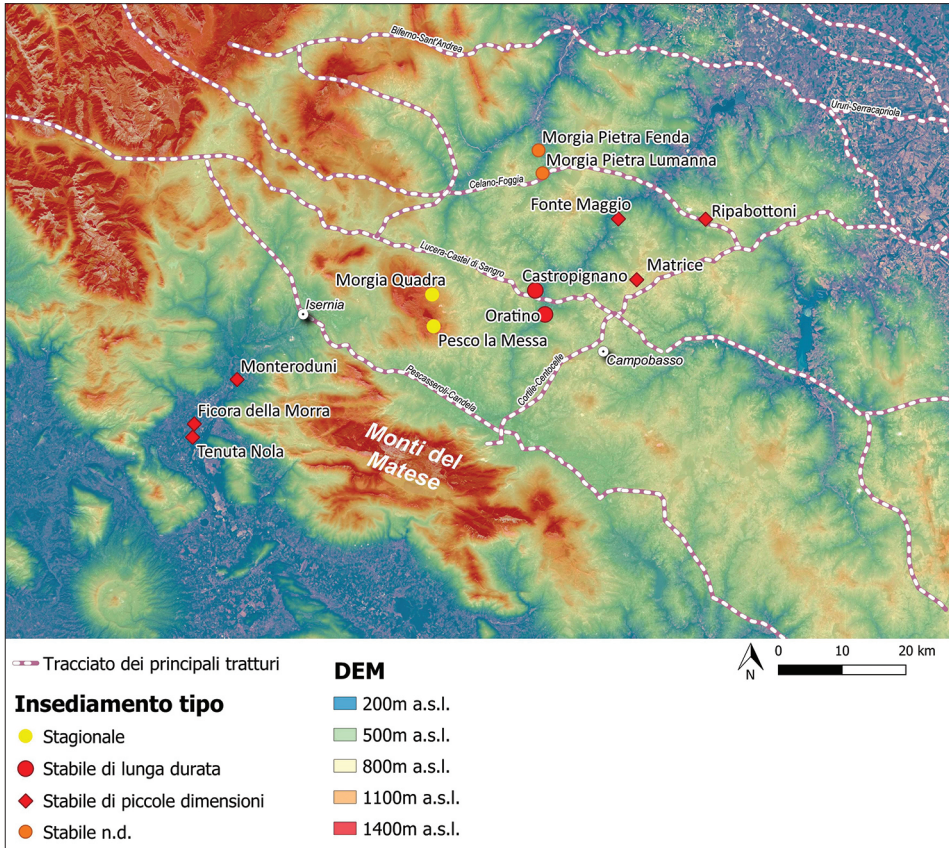 Biferno-Sant'Andrea
Ururi-Serracapriola
Morgia Pietra Fenda
Morgia Pietra Lumanna
Celano-Foggia
Fonte Maggio
Ripabottoni
Lucera-Castel di Sangro
Castropignano
Matrice
Morgia Quadra
Isernia
Oratino
Pesco la Messa
Campobasso
Monteroduni
Pescasseroli-Candela
Cortile-Centocelle
Ficora della Morra
Tenuta Nola
Monti del
Matese
Tracciato dei principali tratturi
Insediamento tipo
Stagionale
Stabile di lunga durata
Stabile di piccole dimensioni
Stabile n.d.
DEM
200m a.s.l.
500m a.s.l.
800m a.s.l.
1100m a.s.l.
1400m a.s.l.
N
0 10 20 km